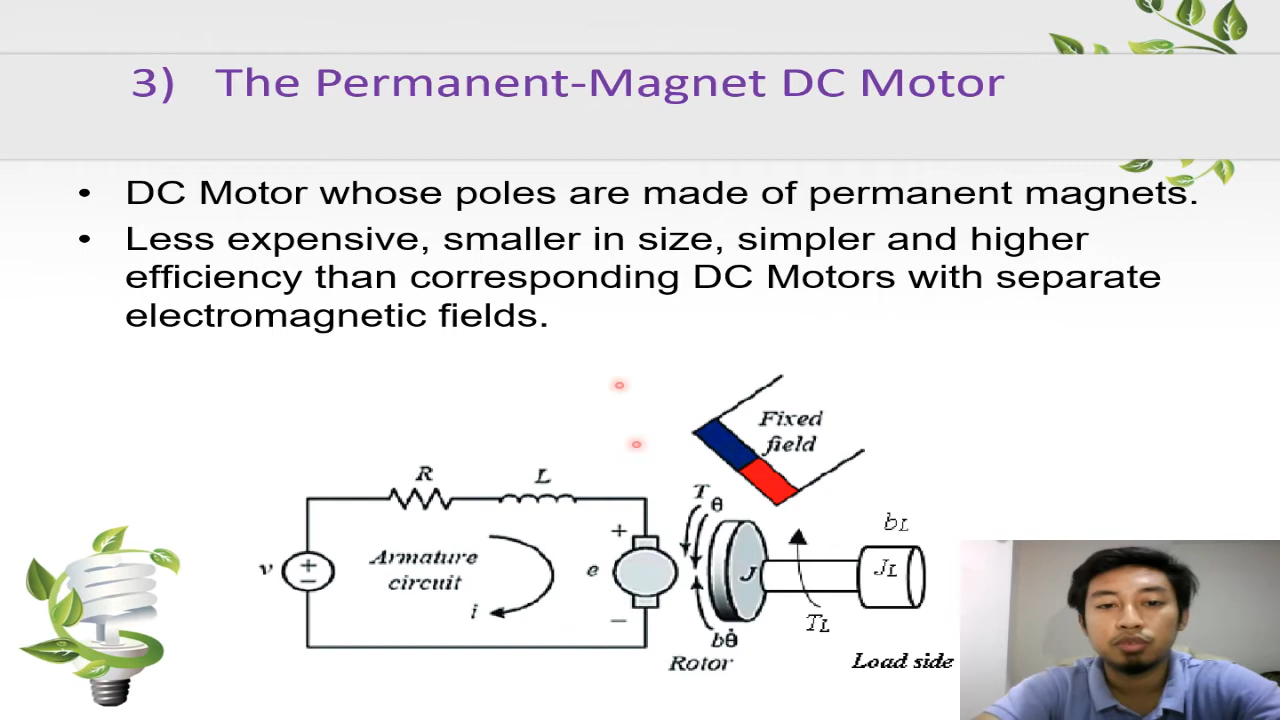 3) The Permanent-Magnet DC Motor
• DC Motor whose poles are made of permanent magnets.
• Less expensive, smaller in size, simpler and higher
efficiency than corresponding DC Motors with separate
electromagnetic fields.
Fixed
field
R
L
T
θ
bL
v
+
−
Armature
circuit
i
+
e
−
J
JL
TL
bθ̇
Rotor
Load side